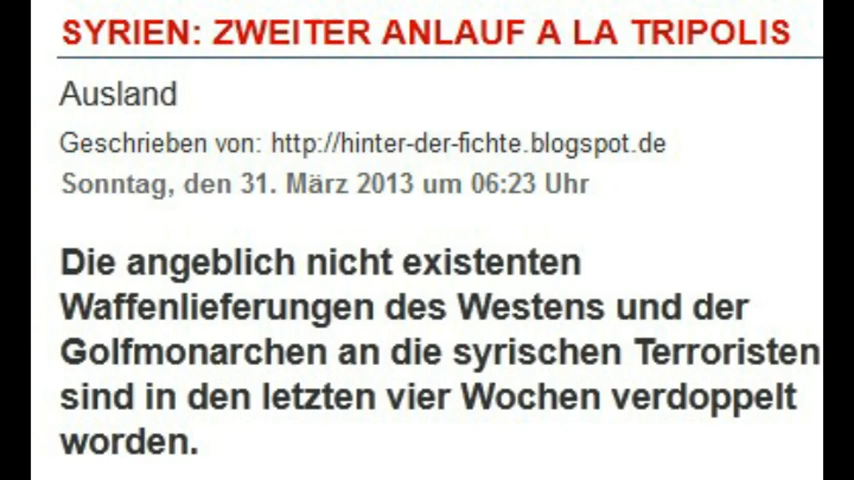 SYRIEN: ZWEITER ANLAUF A LA TRIPOLIS
Ausland
Geschrieben von: http://hinter-der-fichte.blogspot.de
Sonntag, den 31. März 2013 um 06:23 Uhr
Die angeblich nicht existenten
Waffenlieferungen des Westens und der
Golfmonarchen an die syrischen Terroristen
sind in den letzten vier Wochen verdoppelt
worden.